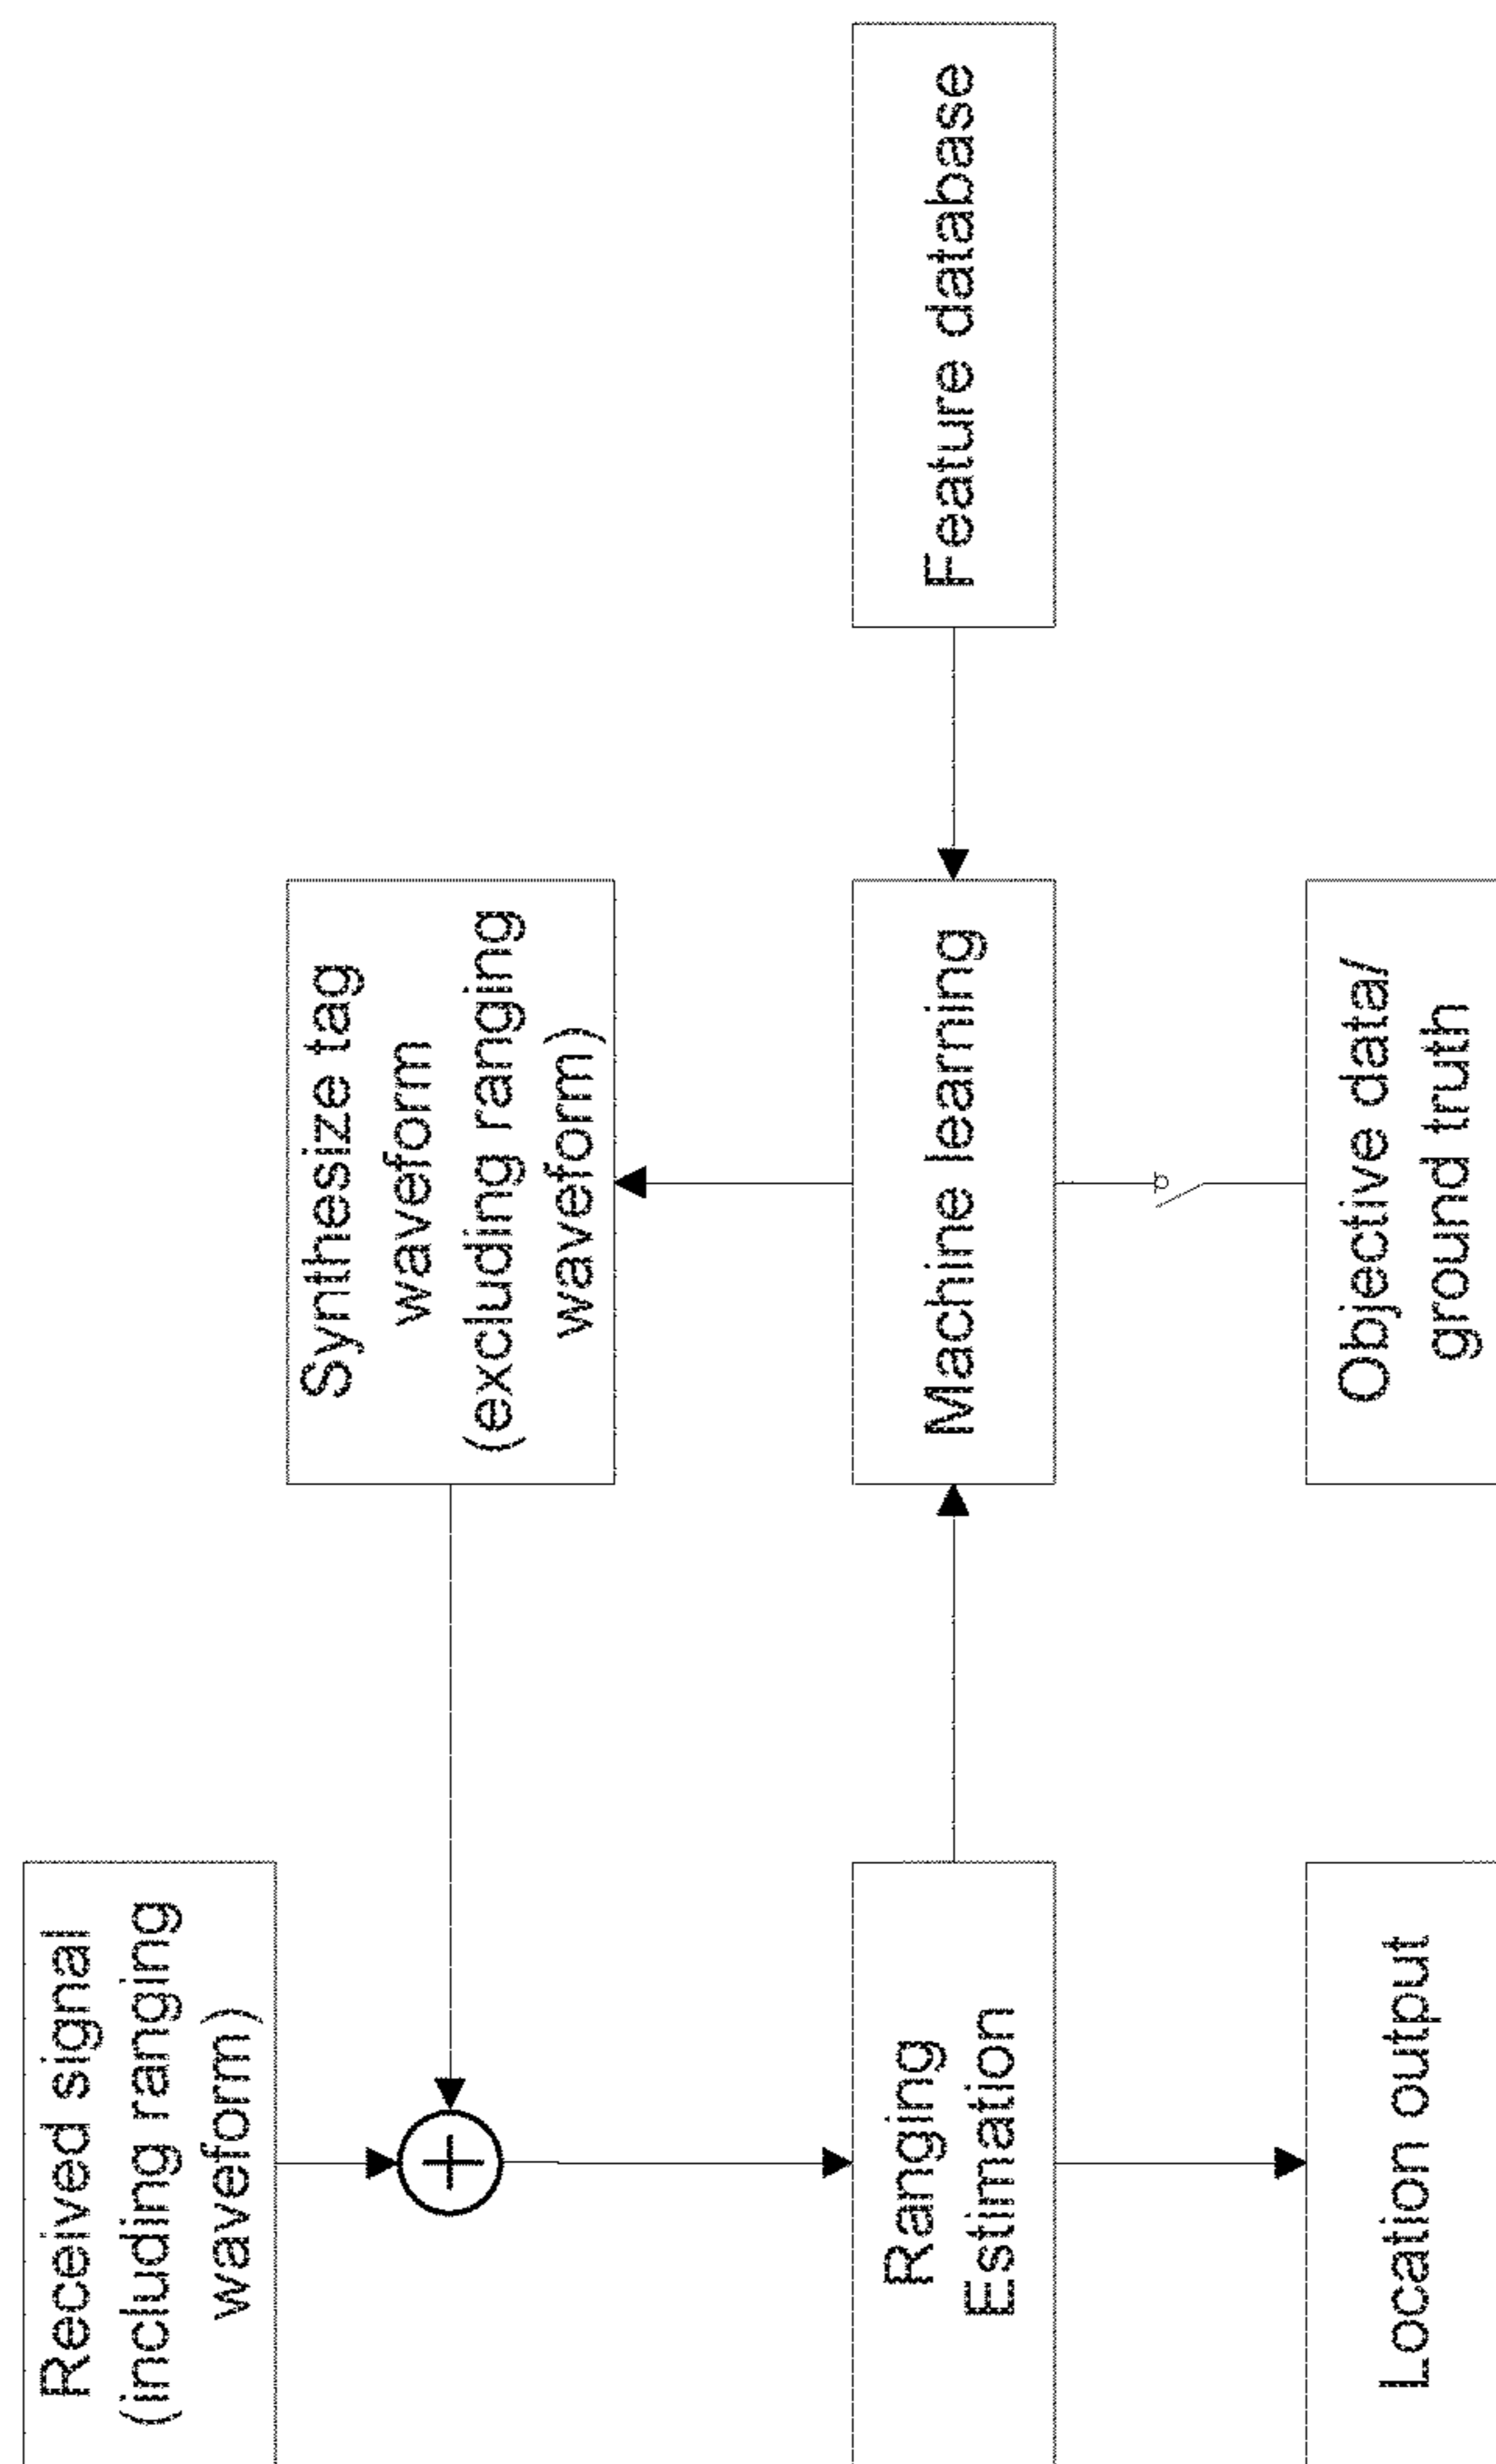 Received signal
(including ranging
waveform)
Synthesize tag
waveform
(excluding ranging
waveform)
+
Ranging
Estimation
Machine learning
Feature database
Location output
Objective data/
ground truth